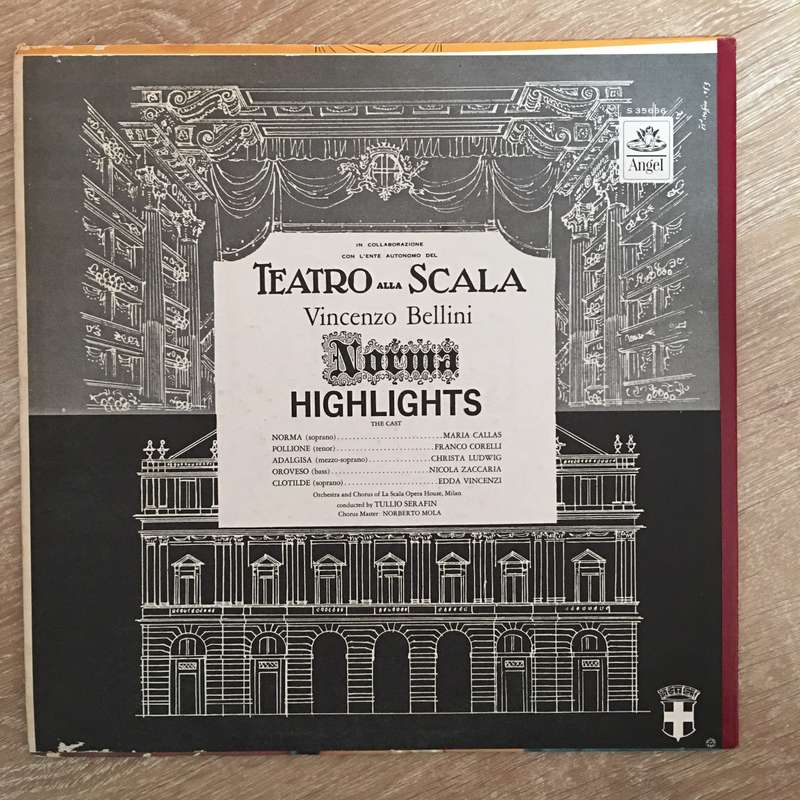 S 35666
Angel
IN COLLABORAZIONE
CON L'ENTE AUTONOMO DEL
TEATRO ALLA SCALA
Vincenzo Bellini
Norma
HIGHLIGHTS
THE CAST
NORMA (soprano)........................MARIA CALLAS
POLLIONE (tenor)......................FRANCO CORELLI
ADALGISA (mezzo-soprano)..............CHRISTA LUDWIG
OROVESO (bass)......................NICOLA ZACCARIA
CLOTILDE (soprano)....................EDDA VINCENZI
Orchestra and Chorus of La Scala Opera House, Milan
conducted by TULLIO SERAFIN
Chorus Master: NORBERTO MOLA